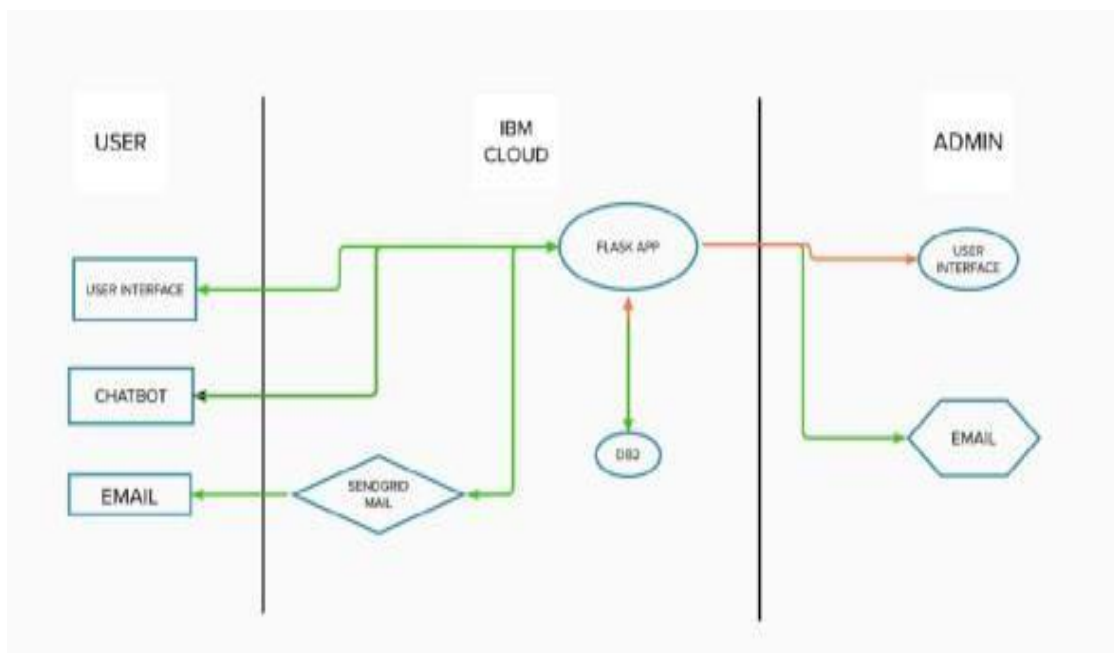 USER
IBM
CLOUD
ADMIN
USER INTERFACE
FLASK APP
USER
INTERFACE
CHATBOT
EMAIL
SENDGRID
MAIL
DB2
EMAIL